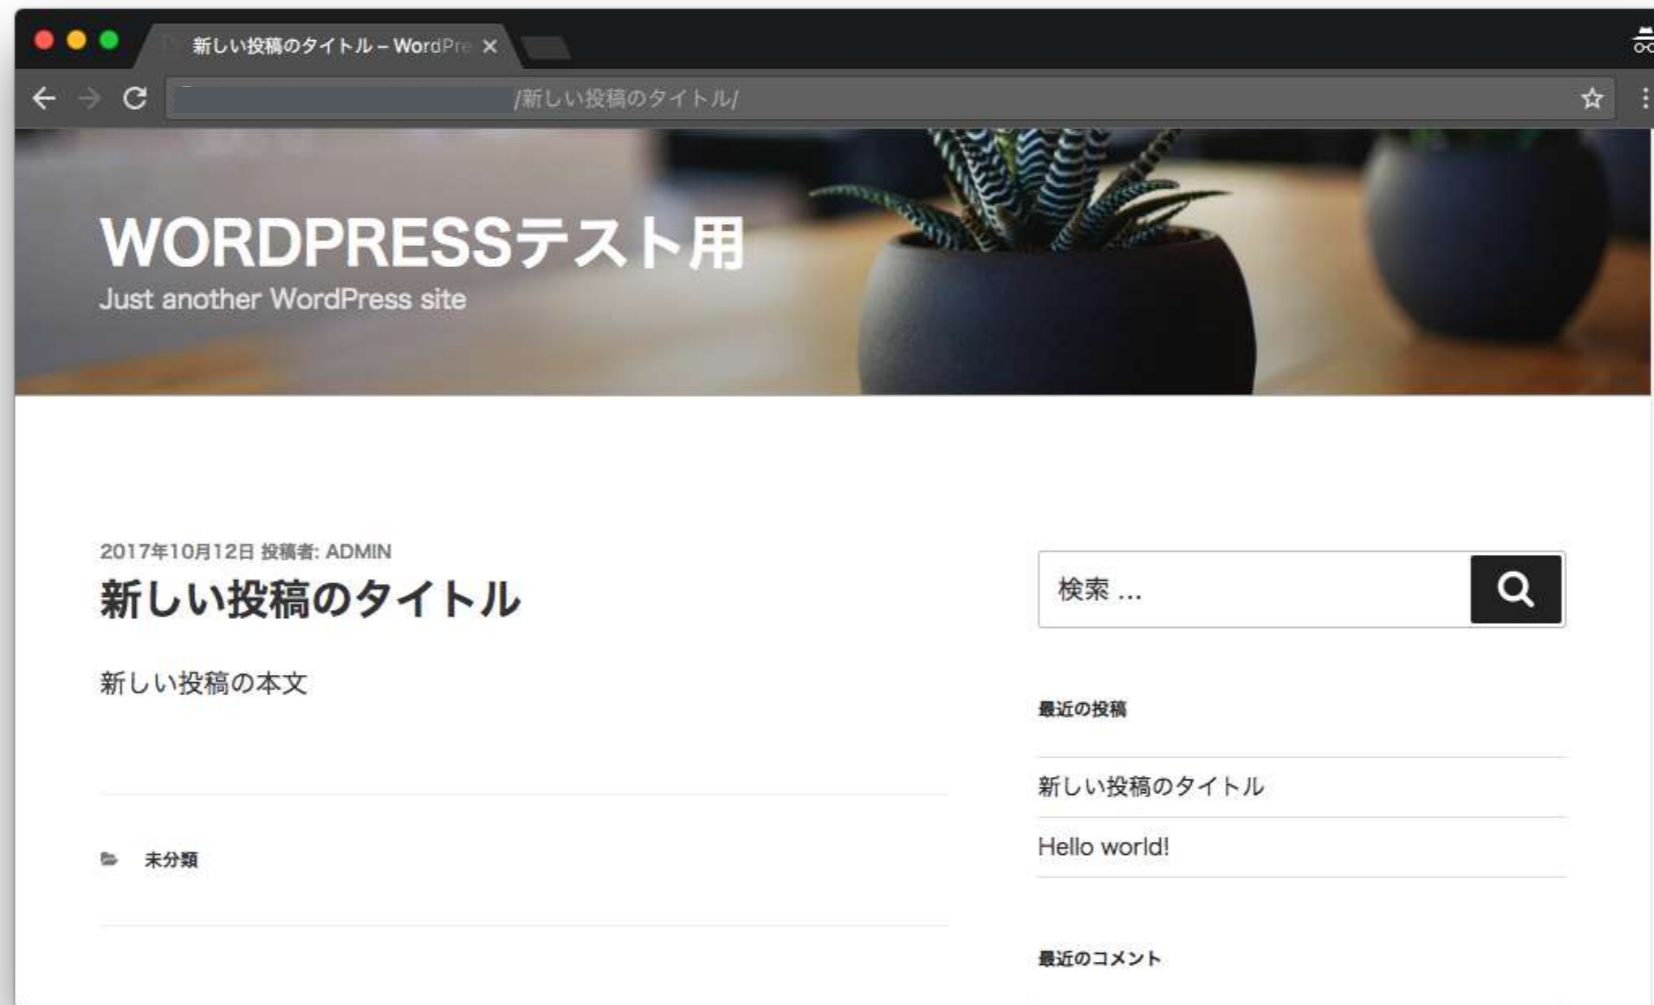 新しい投稿のタイトル – WordPre
/新しい投稿のタイトル/
WORDPRESSテスト用
Just another WordPress site
2017年10月12日 投稿者: ADMIN
新しい投稿のタイトル
新しい投稿の本文
未分類
検索 ...
最近の投稿
新しい投稿のタイトル
Hello world!
最近のコメント